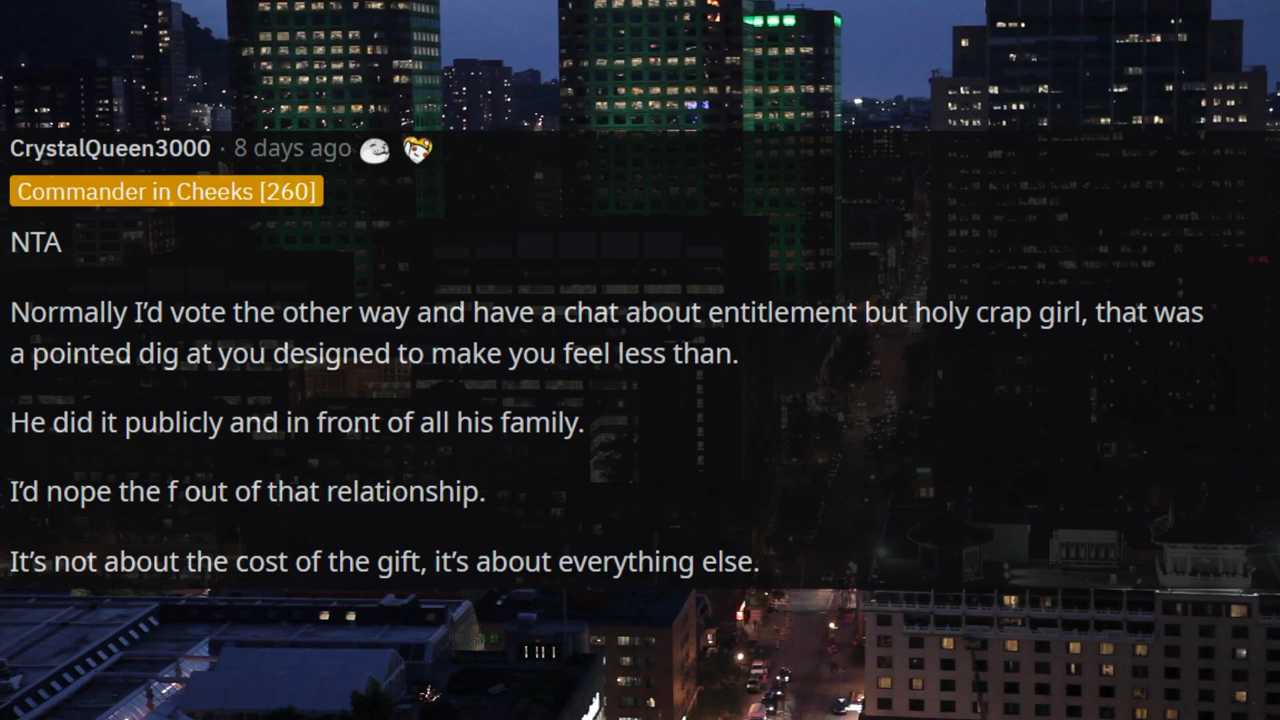 CrystalQueen3000 · 8 days ago
Commander in Cheeks [260]
NTA
Normally I’d vote the other way and have a chat about entitlement but holy crap girl, that was
a pointed dig at you designed to make you feel less than.
He did it publicly and in front of all his family.
I’d nope the f out of that relationship.
It’s not about the cost of the gift, it’s about everything else.